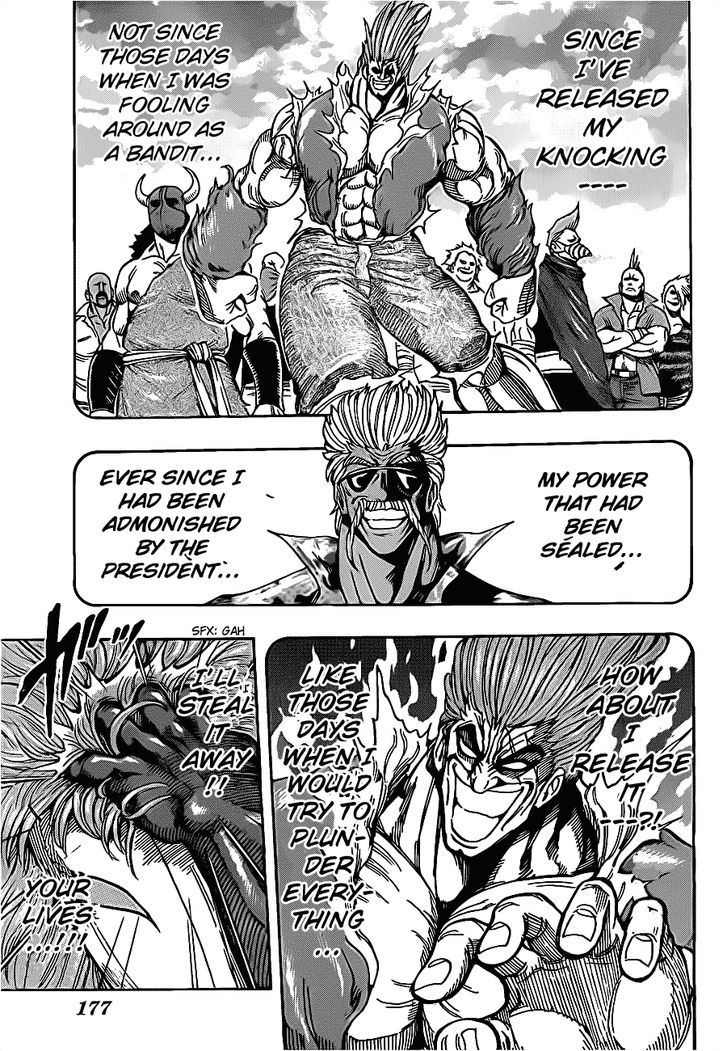 SINCE
I'VE
RELEASED
MY
KNOCKING
----
NOT SINCE
THOSE DAYS
WHEN I WAS
FOOLING
AROUND AS
A BANDIT...
MY POWER
THAT HAD
BEEN
SEALED...
EVER SINCE I
HAD BEEN
ADMONISHED
BY THE
PRESIDENT...
HOW
ABOUT
I
RELEASE
IT
---?!
LIKE
THOSE
DAYS
WHEN I
WOULD
TRY TO
PLUN-
DER
EVERY-
THING
...
SFX: GAH
ガッ
I'LL
STEAL
IT
AWAY
?!
YOUR
LIVES
...!!!
177